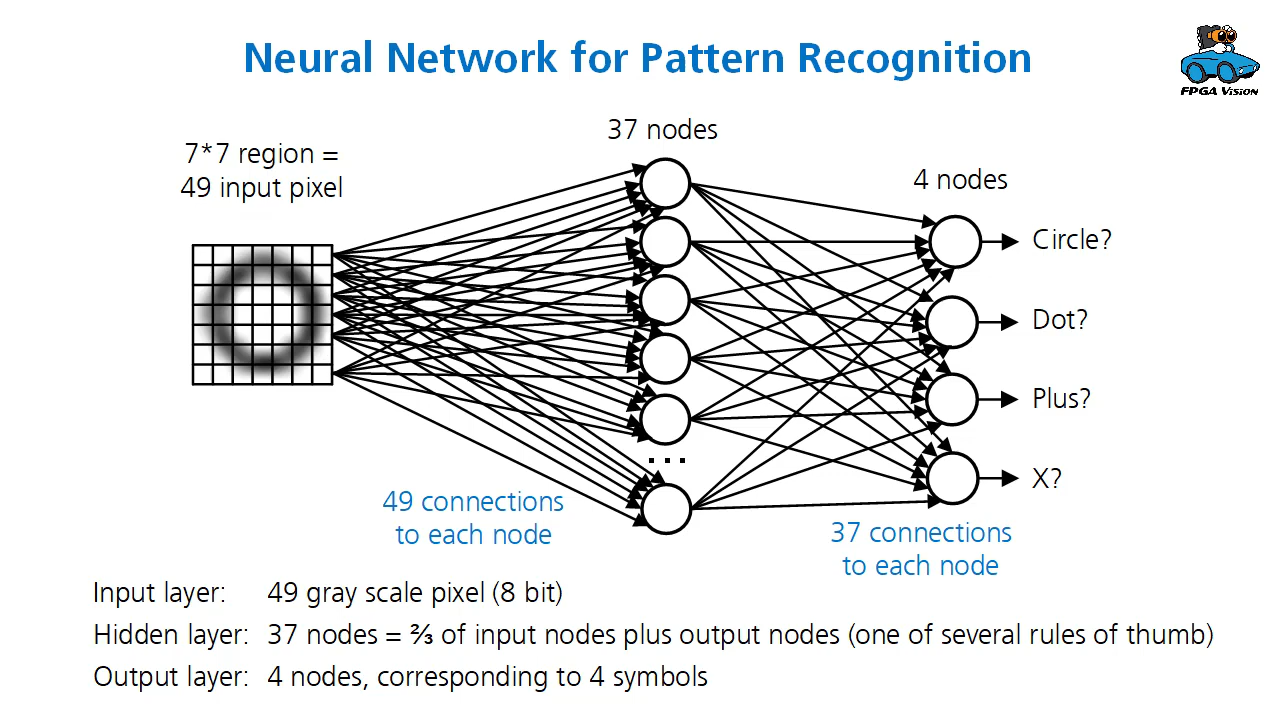 Neural Network for Pattern Recognition
FPGA Vision
7*7 region =
49 input pixel
37 nodes
4 nodes
Circle?
Dot?
Plus?
X?
...
49 connections
to each node
37 connections
to each node
Input layer: 49 gray scale pixel (8 bit)
Hidden layer: 37 nodes = ⅔ of input nodes plus output nodes (one of several rules of thumb)
Output layer: 4 nodes, corresponding to 4 symbols